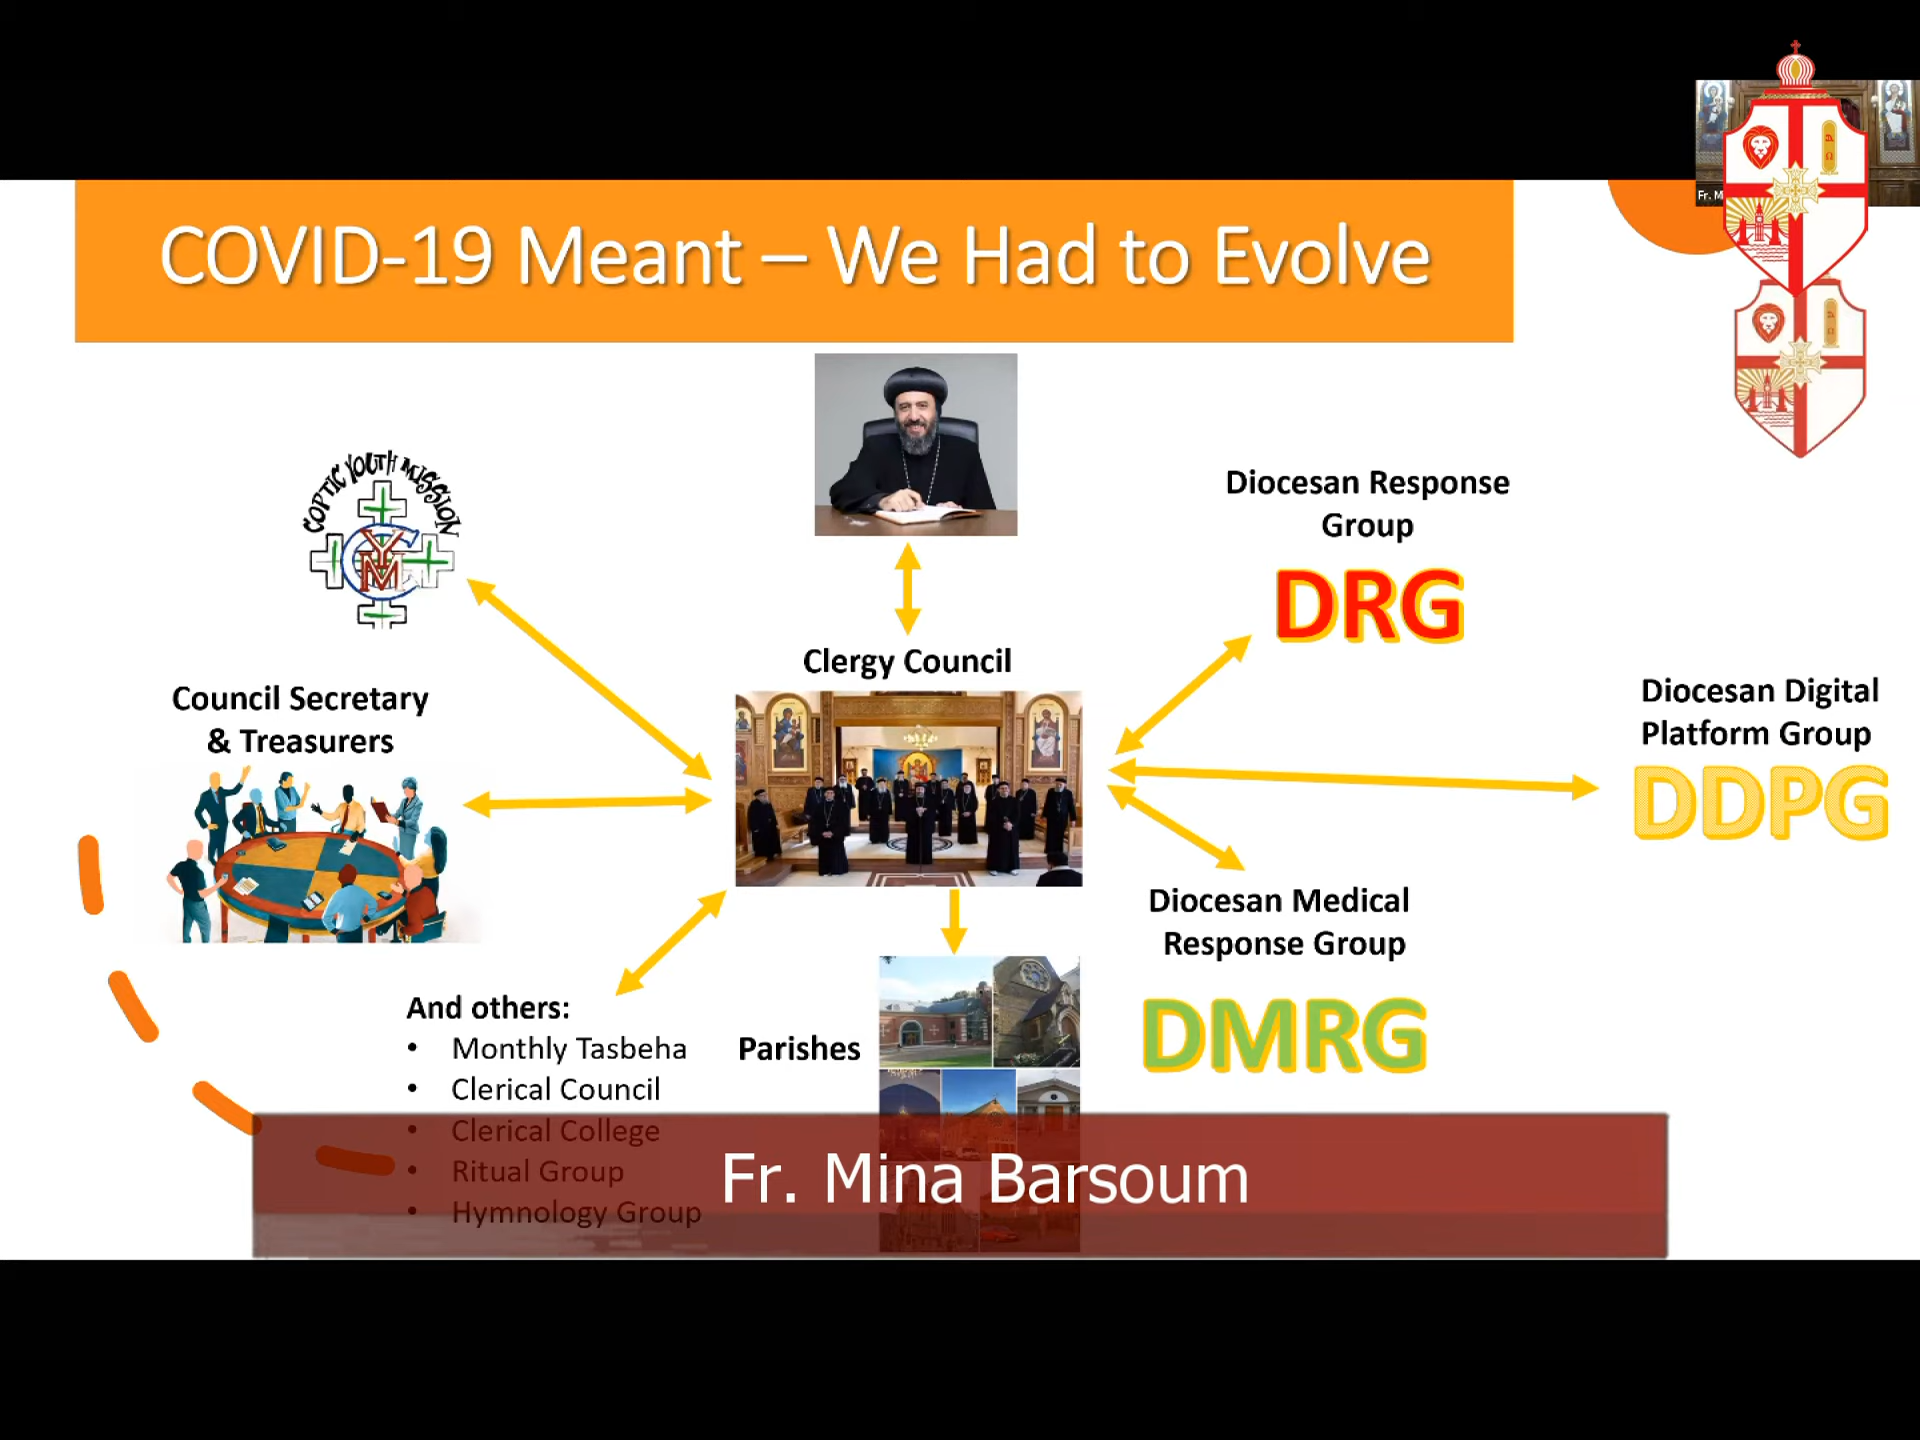 COVID-19 Meant – We Had to Evolve
Fr. M
COPTIC YOUTH MISSION
CYM
Diocesan Response
Group
DRG
Clergy Council
Council Secretary
& Treasurers
Diocesan Digital
Platform Group
DDPG
Diocesan Medical
Response Group
DMRG
And others:
• Monthly Tasbeha
• Clerical Council
• Clerical College
• Ritual Group
• Hymnology Group
Parishes
Fr. Mina Barsoum